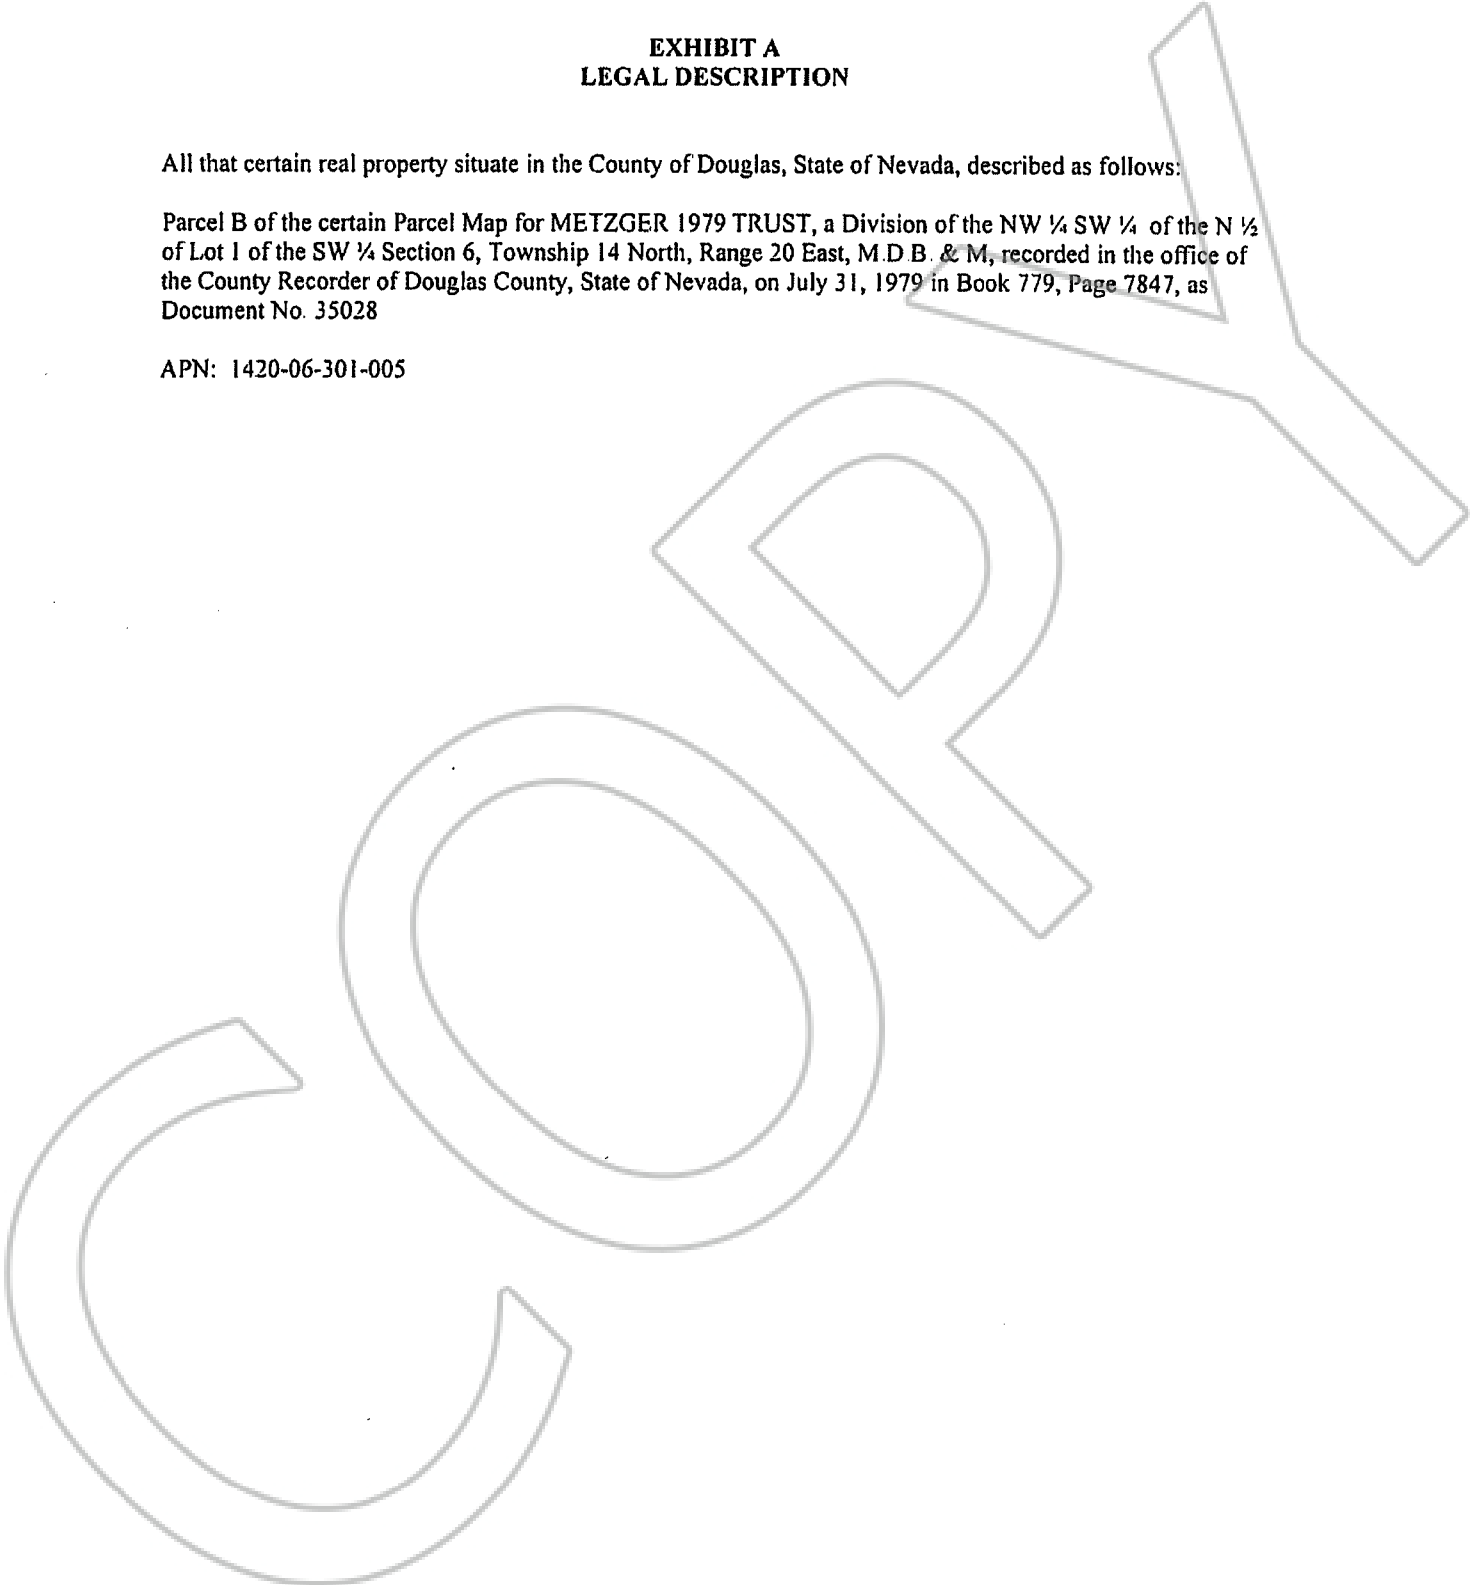 EXHIBIT A
LEGAL DESCRIPTION
All that certain real property situate in the County of Douglas, State of Nevada, described as follows:
Parcel B of the certain Parcel Map for METZGER 1979 TRUST, a Division of the NW ¼ SW ¼ of the N ½
of Lot 1 of the SW ¼ Section 6, Township 14 North, Range 20 East, M.D.B. & M, recorded in the office of
the County Recorder of Douglas County, State of Nevada, on July 31, 1979 in Book 779, Page 7847, as
Document No. 35028
APN: 1420-06-301-005
COPY